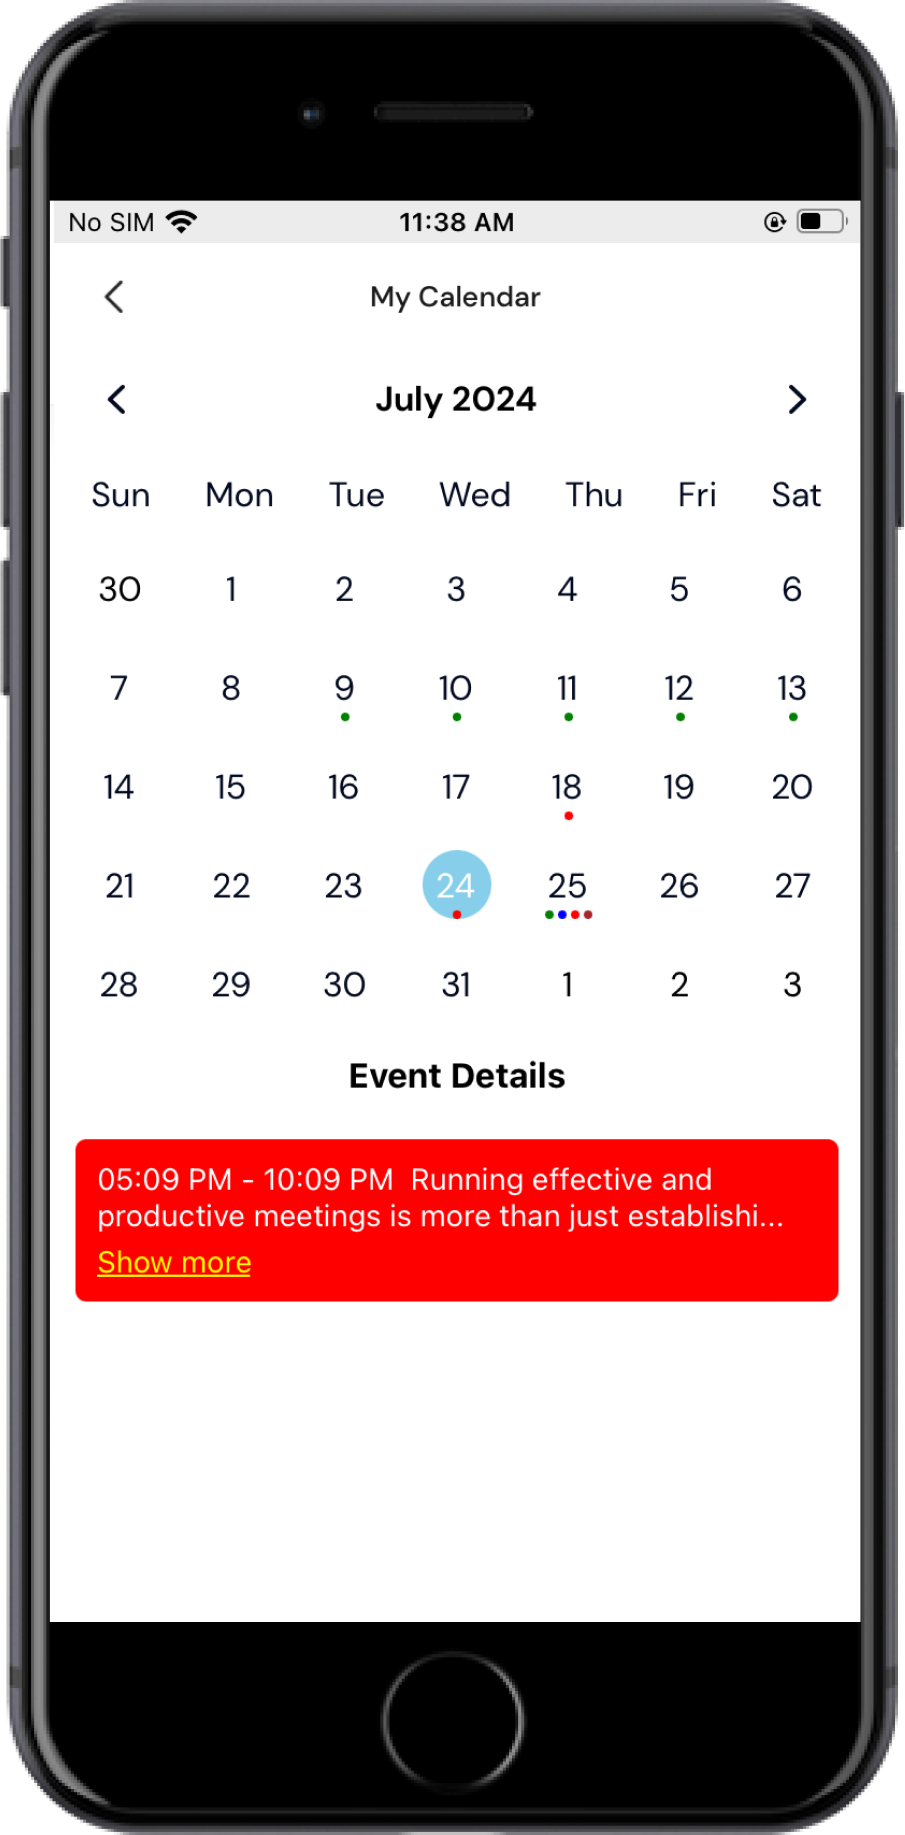 No SIM 11:38 AM
My Calendar
July 2024
Sun Mon Tue Wed Thu Fri Sat
30 1 2 3 4 5 6
7 8 9 10 11 12 13
14 15 16 17 18 19 20
21 22 23 24 25 26 27
28 29 30 31 1 2 3
Event Details
05:09 PM - 10:09 PM Running effective and
productive meetings is more than just establishi...
Show more